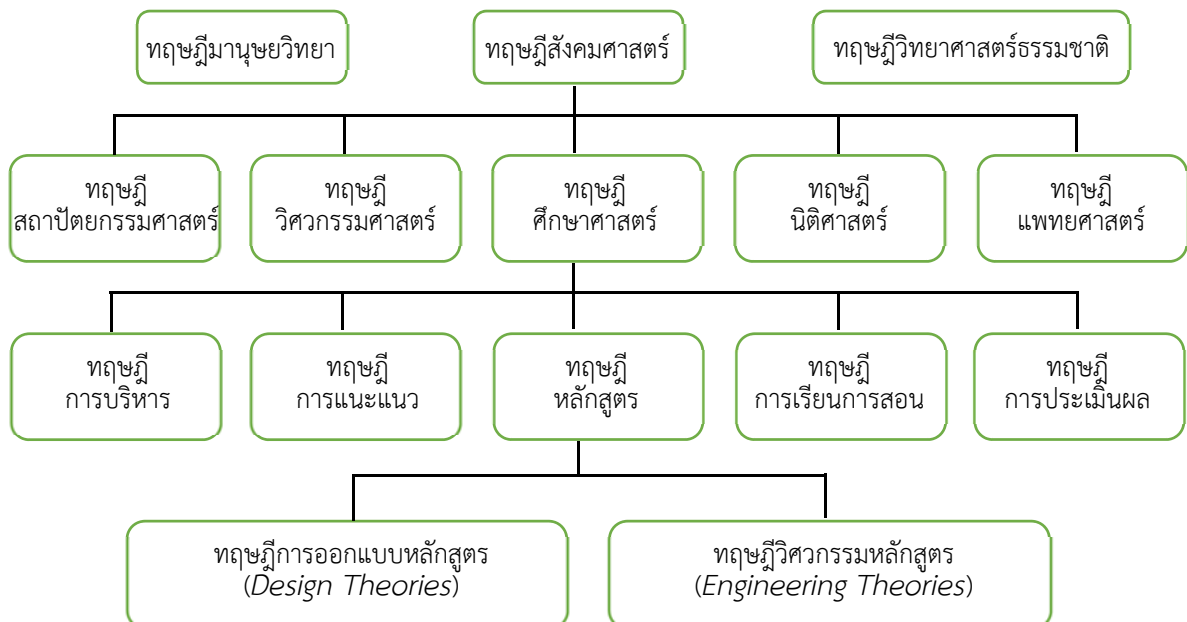 ทฤษฎีมานุษยวิทยา
ทฤษฎีสังคมศาสตร์
ทฤษฎีวิทยาศาสตร์ธรรมชาติ
ทฤษฎี
สถาปัตยกรรมศาสตร์
ทฤษฎี
วิศวกรรมศาสตร์
ทฤษฎี
ศึกษาศาสตร์
ทฤษฎี
นิติศาสตร์
ทฤษฎี
แพทยศาสตร์
ทฤษฎี
การบริหาร
ทฤษฎี
การแนะแนว
ทฤษฎี
หลักสูตร
ทฤษฎี
การเรียนการสอน
ทฤษฎี
การประเมินผล
ทฤษฎีการออกแบบหลักสูตร
(Design Theories)
ทฤษฎีวิศวกรรมหลักสูตร
(Engineering Theories)